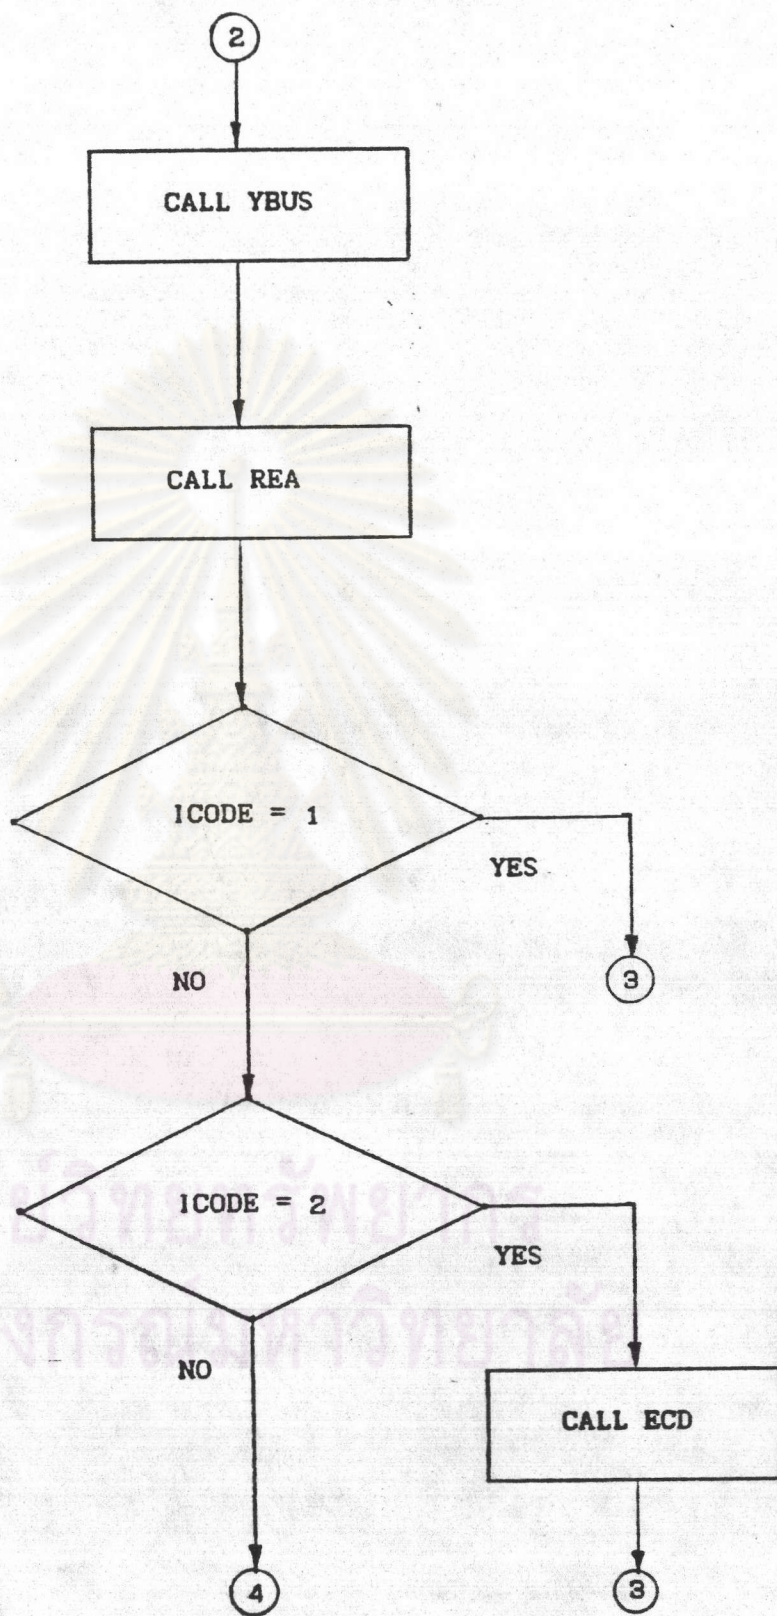 2
CALL YBUS
CALL REA
ICODE = 1
YES
NO
3
ICODE = 2
YES
NO
CALL ECD
4
3